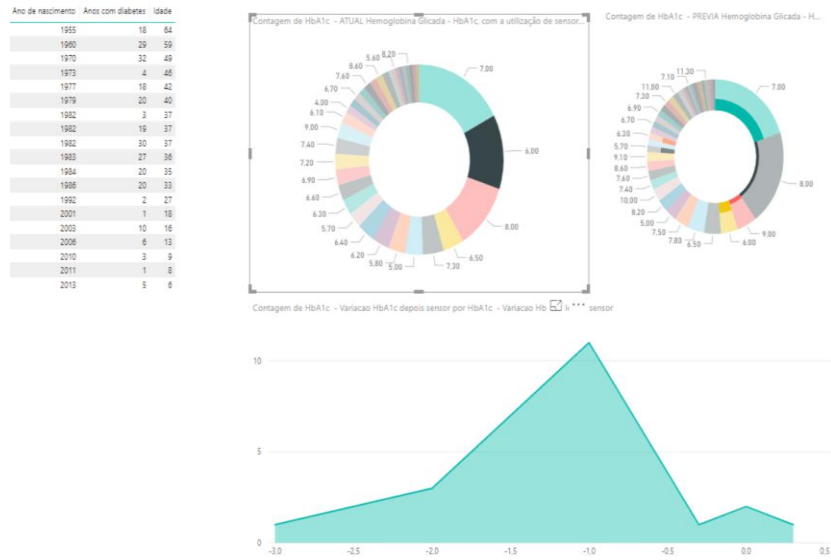 Ano de nascimento Anos com diabetes Idade
1955 18 64
1960 29 59
1970 32 49
1973 4 46
1977 18 42
1979 20 40
1982 3 37
1982 19 37
1982 30 37
1983 27 36
1984 20 35
1986 20 33
1992 2 27
2001 1 18
2003 10 16
2006 6 13
2010 3 9
2011 1 8
2013 5 6
Contagem de HbA1c - ATUAL Hemoglobina Glicada - HbA1c, com a utilização de sensor...
7.00
6.00
8.00
6.50
7.30
5.00
5.80
6.20
6.40
5.70
6.30
6.60
6.90
7.20
7.40
9.00
6.10
4.00
6.70
7.60
8.60
5.60
8.20
Contagem de HbA1c - PREVIA Hemoglobina Glicada - H...
7.00
8.00
9.00
6.00
6.50
7.80
7.50
5.00
8.20
10.00
7.40
7.60
8.60
9.10
5.70
6.20
6.70
6.90
7.30
11.00
7.10
11.30
Contagem de HbA1c - Variacao HbA1c depois sensor por HbA1c - Variacao Hb sensor
10
5
0
-3,0 -2,5 -2,0 -1,5 -1,0 -0,5 0,0 0,5